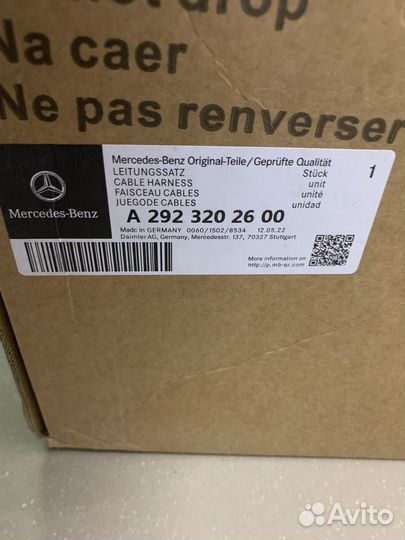 not drop
Na caer
Ne pas renverser
Mercedes-Benz
Mercedes-Benz Original-Teile/Geprüfte Qualität
LEITUNGSSATZ Stück 1
CABLE HARNESS unit
FAISCEAU CABLES unité
JUEGODE CABLES unidad
A 292 320 26 00
Made in GERMANY 0060/1502/8534 12.05.22
Daimler AG, Germany, Mercedesstr. 137, 70327 Stuttgart
More information on
http://p.mb-qr.com
Avito